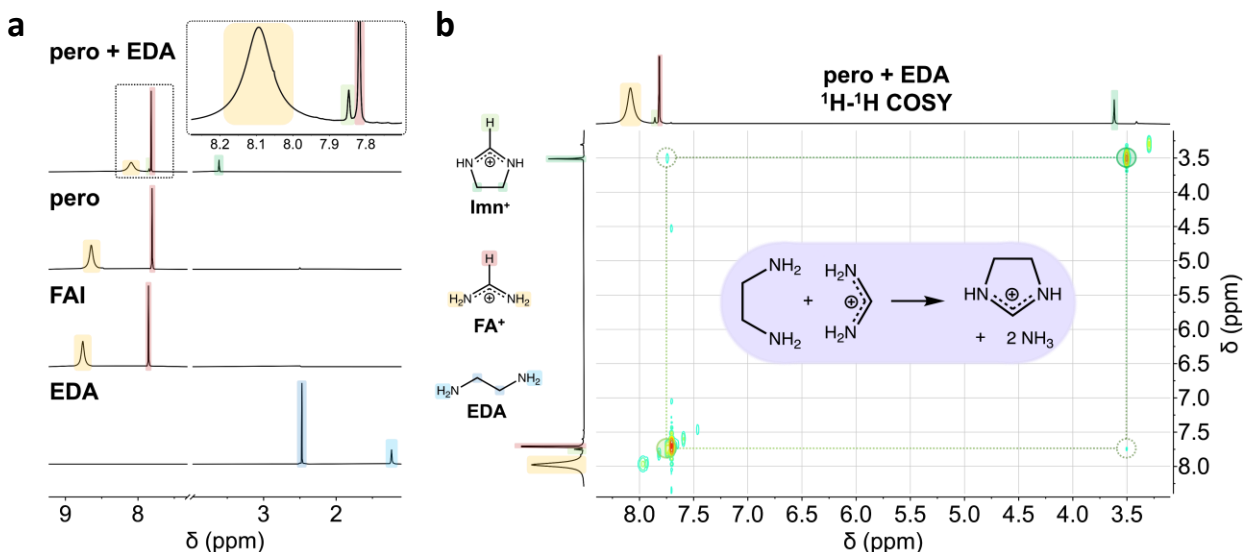 a
pero + EDA
8.2 8.1 8.0 7.9 7.8
pero
FAI
EDA
9 8 3 2
δ (ppm)
b
pero + EDA
¹H-¹H COSY
H
HN NH
Imn⁺
H
H₂N NH₂
FA⁺
H₂N NH₂
EDA
NH₂
NH₂
+
H₂N
NH₂
HN NH
+ 2 NH₃
3.5
4.0
4.5
5.0
5.5
6.0
6.5
7.0
7.5
8.0
δ (ppm)
8.0 7.5 7.0 6.5 6.0 5.5 5.0 4.5 4.0 3.5
δ (ppm)